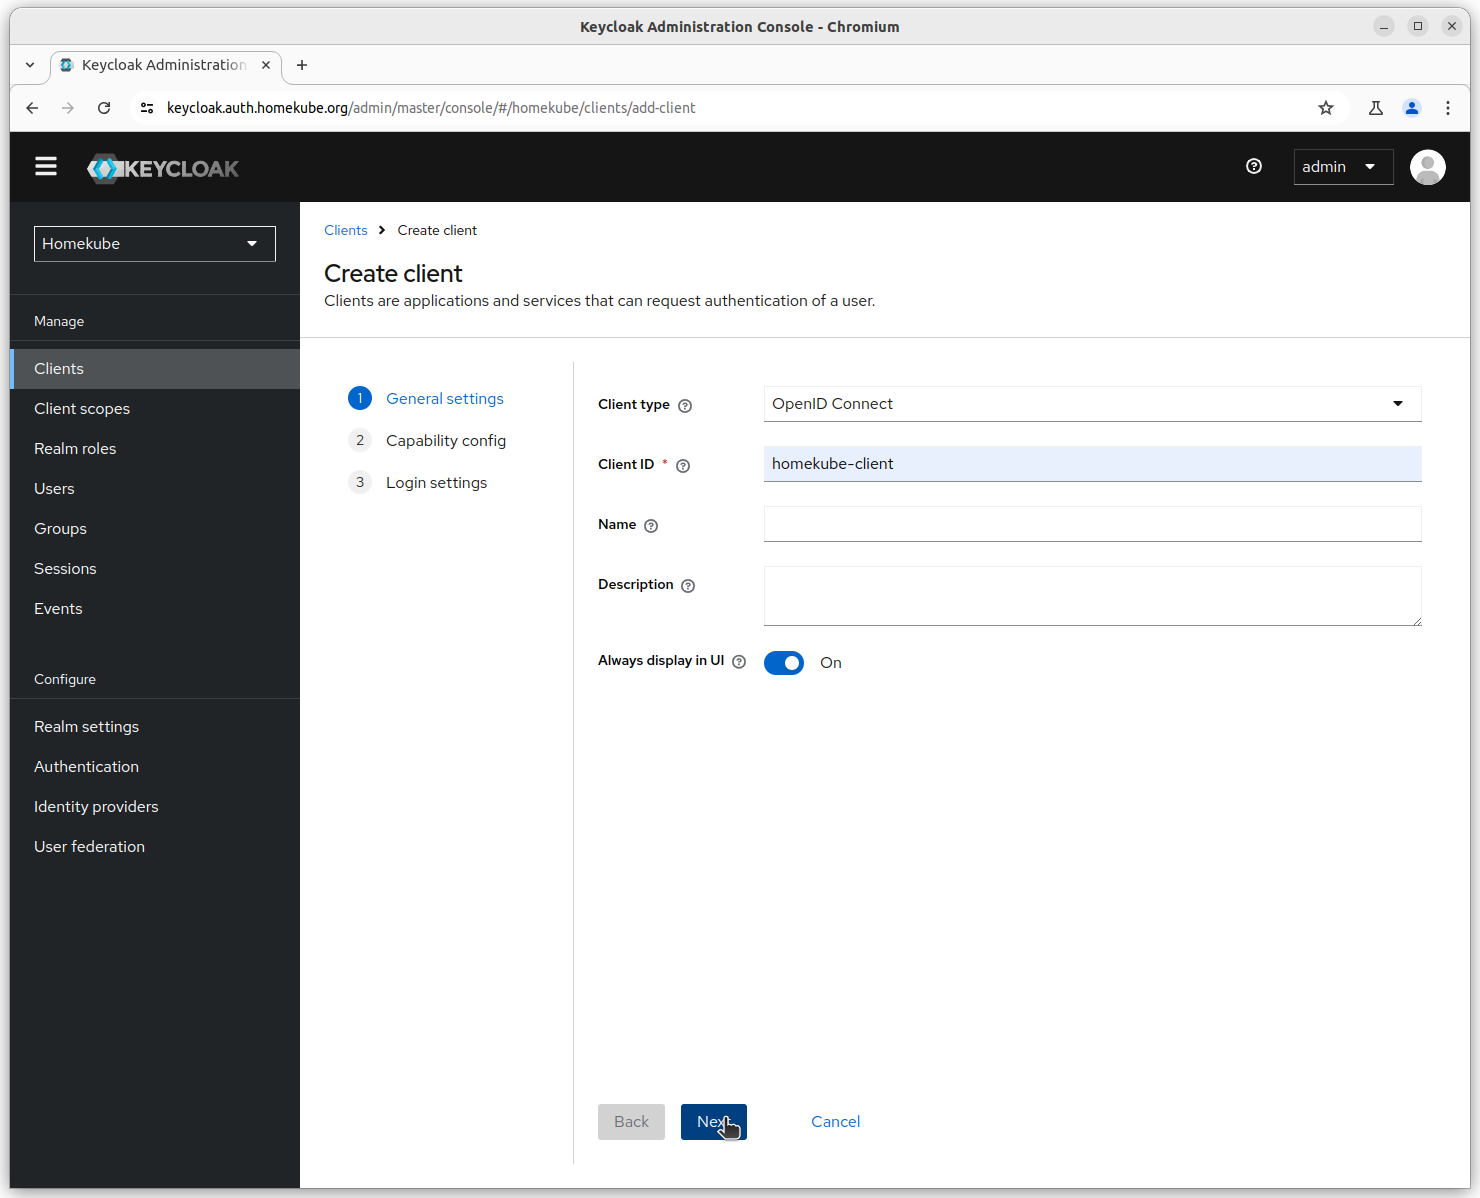 Keycloak Administration Console - Chromium
Keycloak Administration
keycloak.auth.homekube.org/admin/master/console/#/homekube/clients/add-client
KEYCLOAK
admin
Homekube
Manage
Clients
Client scopes
Realm roles
Users
Groups
Sessions
Events
Configure
Realm settings
Authentication
Identity providers
User federation
Clients > Create client
Create client
Clients are applications and services that can request authentication of a user.
1 General settings
2 Capability config
3 Login settings
Client type OpenID Connect
Client ID * homekube-client
Name
Description
Always display in UI On
Back Next Cancel